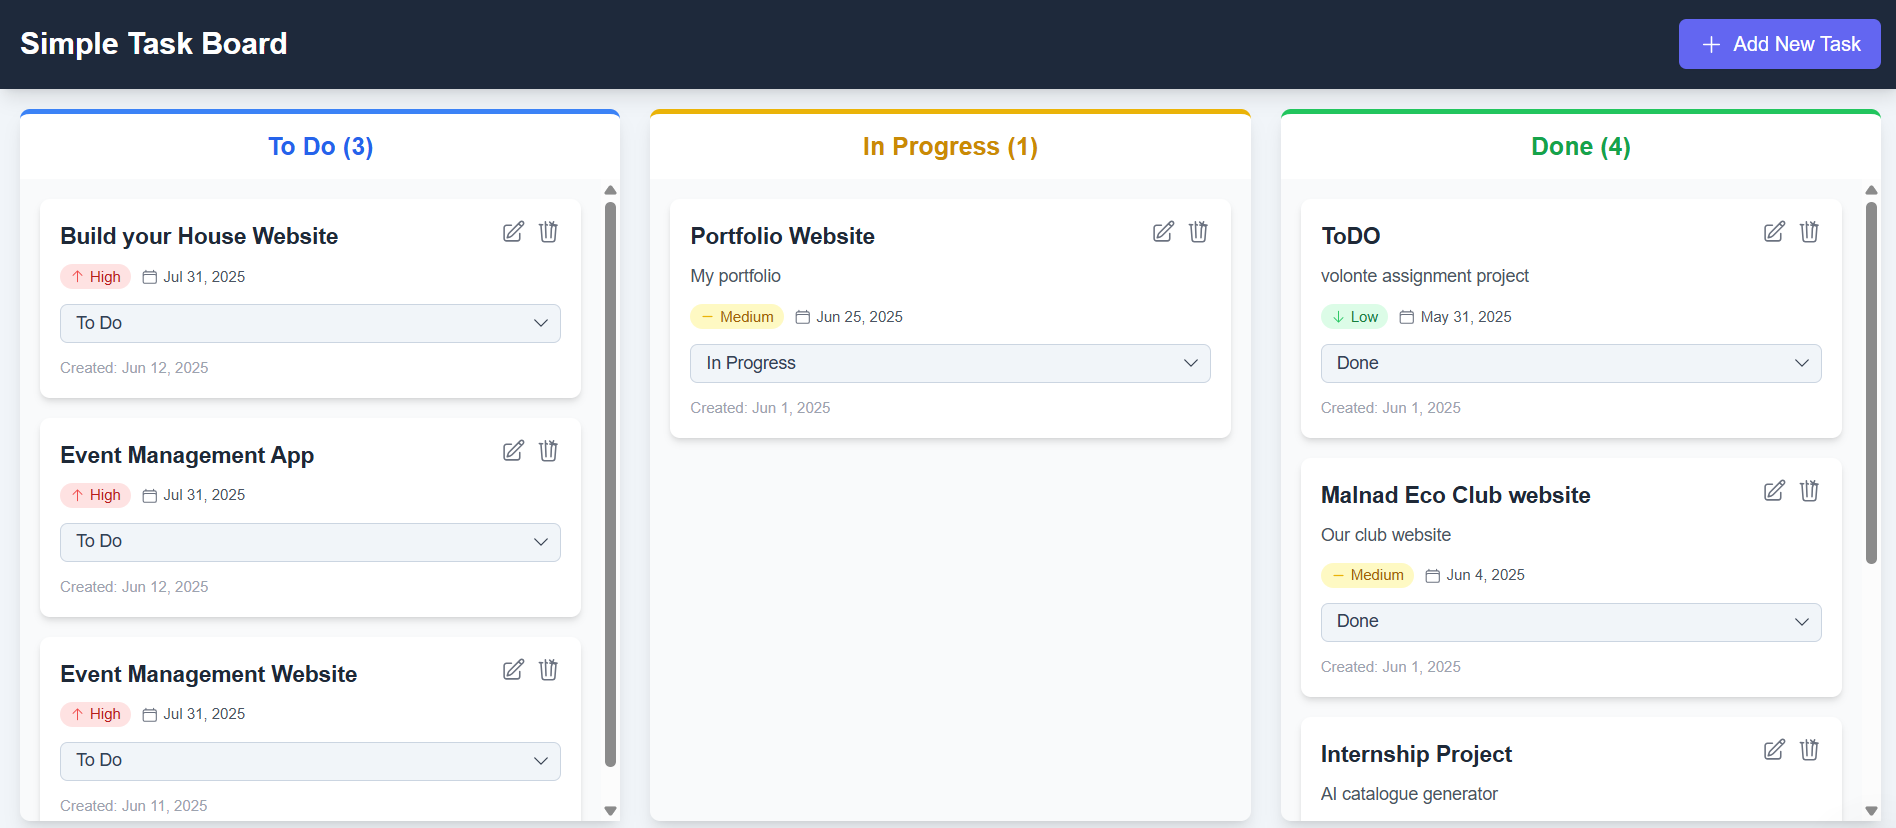 Simple Task Board
Add New Task
To Do (3)
Build your House Website
High Jul 31, 2025
To Do
Created: Jun 12, 2025
Event Management App
High Jul 31, 2025
To Do
Created: Jun 12, 2025
Event Management Website
High Jul 31, 2025
To Do
Created: Jun 11, 2025
In Progress (1)
Portfolio Website
My portfolio
Medium Jun 25, 2025
In Progress
Created: Jun 1, 2025
Done (4)
ToDO
volonte assignment project
Low May 31, 2025
Done
Created: Jun 1, 2025
Malnad Eco Club website
Our club website
Medium Jun 4, 2025
Done
Created: Jun 1, 2025
Internship Project
AI catalogue generator